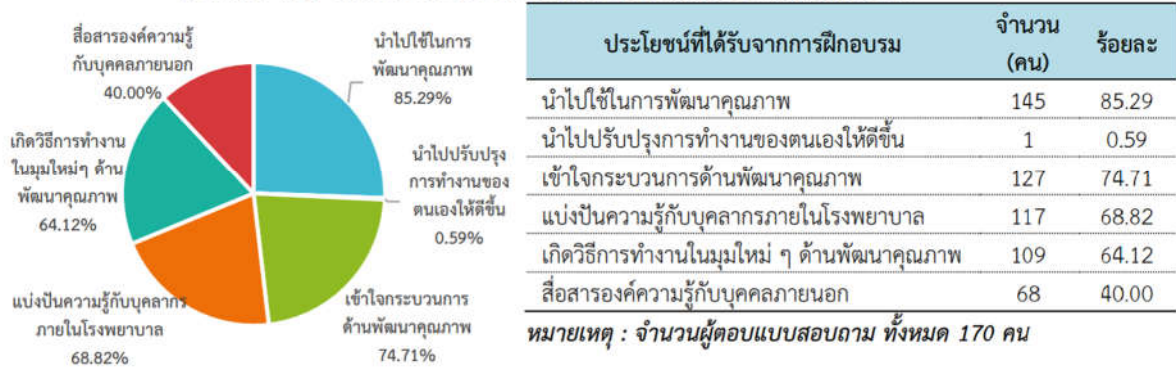 สื่อสารองค์ความรู้
กับบุคคลภายนอก
40.00%
นำไปใช้ในการ
พัฒนาคุณภาพ
85.29%
เกิดวิธีการทำงาน
ในมุมใหม่ๆ ด้าน
พัฒนาคุณภาพ
64.12%
นำไปปรับปรุง
การทำงานของ
ตนเองให้ดีขึ้น
0.59%
แบ่งปันความรู้กับบุคลากร
ภายในโรงพยาบาล
68.82%
เข้าใจกระบวนการ
ด้านพัฒนาคุณภาพ
74.71%
ประโยชน์ที่ได้รับจากการฝึกอบรม จำนวน (คน) ร้อยละ
นำไปใช้ในการพัฒนาคุณภาพ 145 85.29
นำไปปรับปรุงการทำงานของตนเองให้ดีขึ้น 1 0.59
เข้าใจกระบวนการด้านพัฒนาคุณภาพ 127 74.71
แบ่งปันความรู้กับบุคลากรภายในโรงพยาบาล 117 68.82
เกิดวิธีการทำงานในมุมใหม่ ๆ ด้านพัฒนาคุณภาพ 109 64.12
สื่อสารองค์ความรู้กับบุคคลภายนอก 68 40.00
หมายเหตุ : จำนวนผู้ตอบแบบสอบถาม ทั้งหมด 170 คน